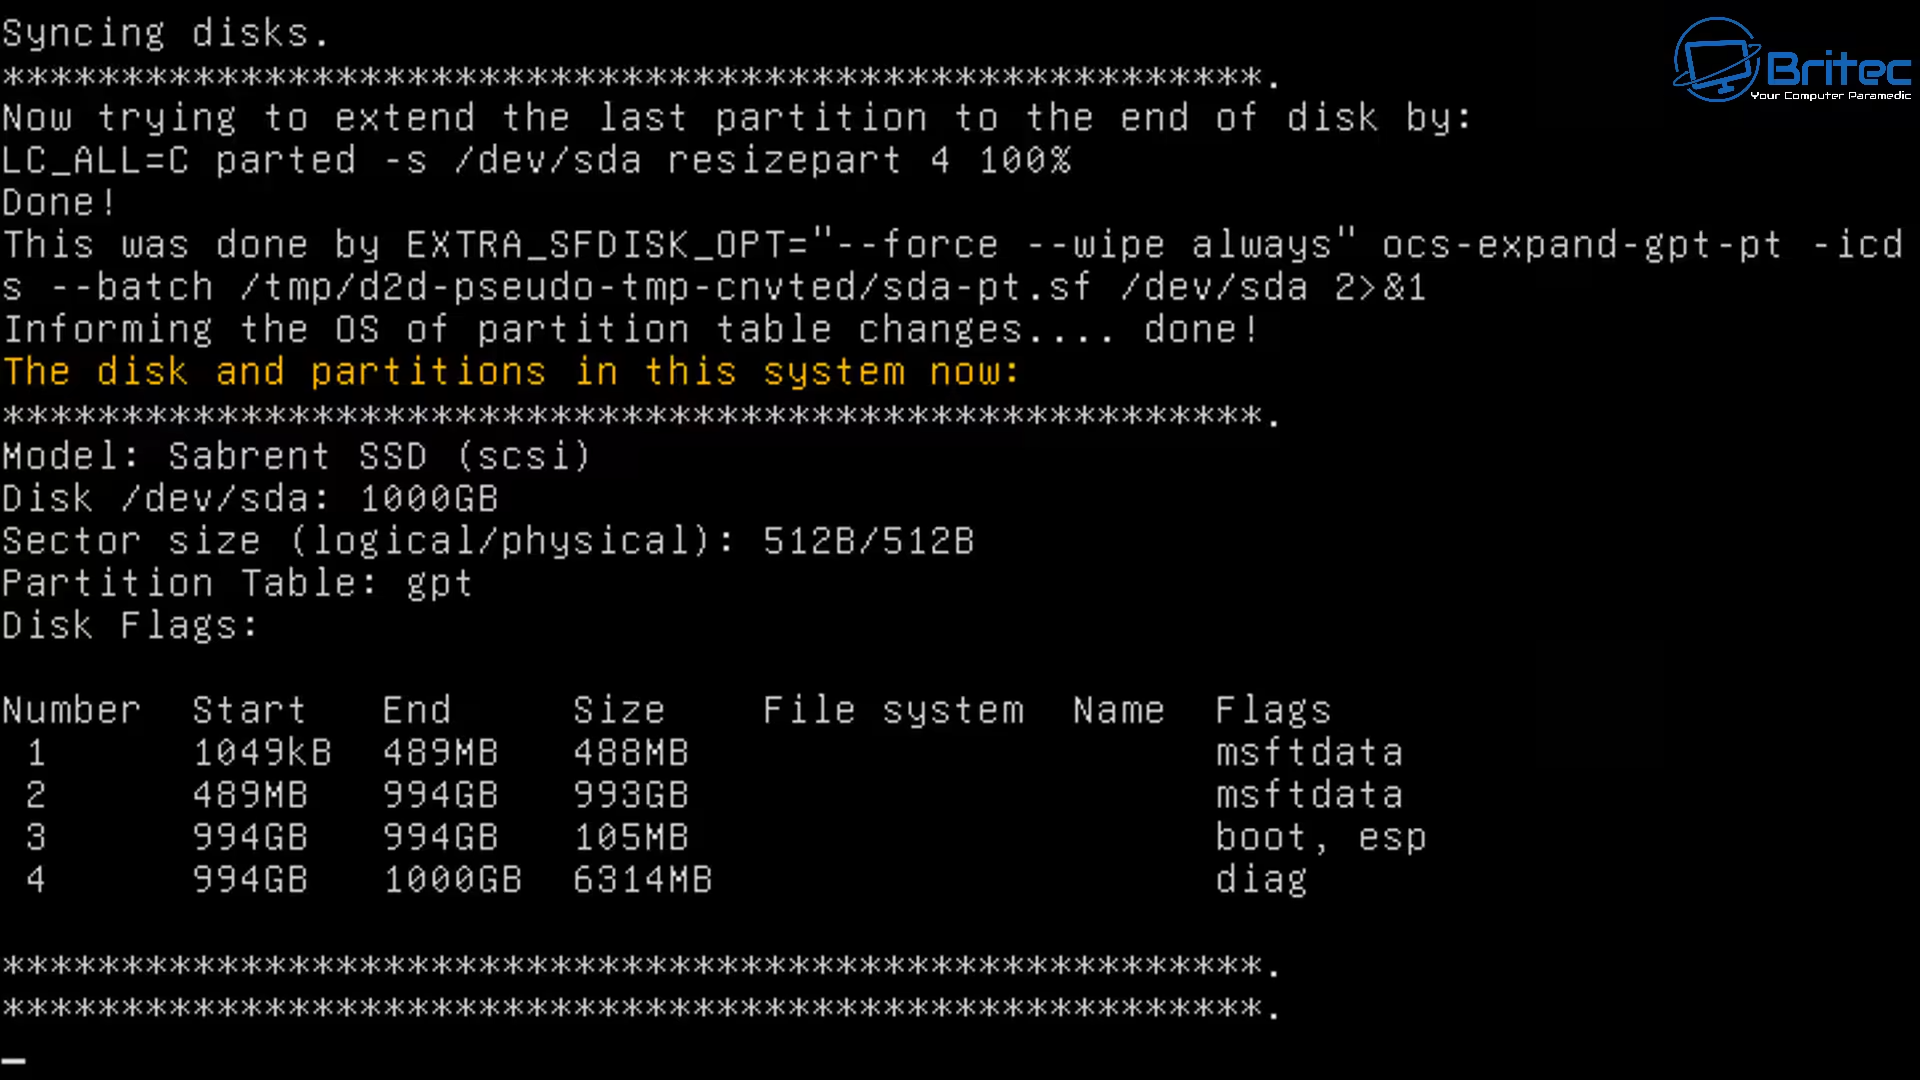 Syncing disks.
*****************************************************.
Now trying to extend the last partition to the end of disk by:
LC_ALL=C parted -s /dev/sda resizepart 4 100%
Done!
This was done by EXTRA_SFDISK_OPT="--force --wipe always" ocs-expand-gpt-pt -icd
s --batch /tmp/d2d-pseudo-tmp-cnvted/sda-pt.sf /dev/sda 2>&1
Informing the OS of partition table changes.... done!
The disk and partitions in this system now:
*****************************************************.
Model: Sabrent SSD (scsi)
Disk /dev/sda: 1000GB
Sector size (logical/physical): 512B/512B
Partition Table: gpt
Disk Flags:
Number  Start   End     Size    File system  Name  Flags
1      1049kB  489MB   488MB                      msftdata
2      489MB   994GB   993GB                      msftdata
3      994GB   994GB   105MB                      boot, esp
4      994GB   1000GB  6314MB                     diag
*****************************************************.
*****************************************************.
Britec
Your Computer Paramedic